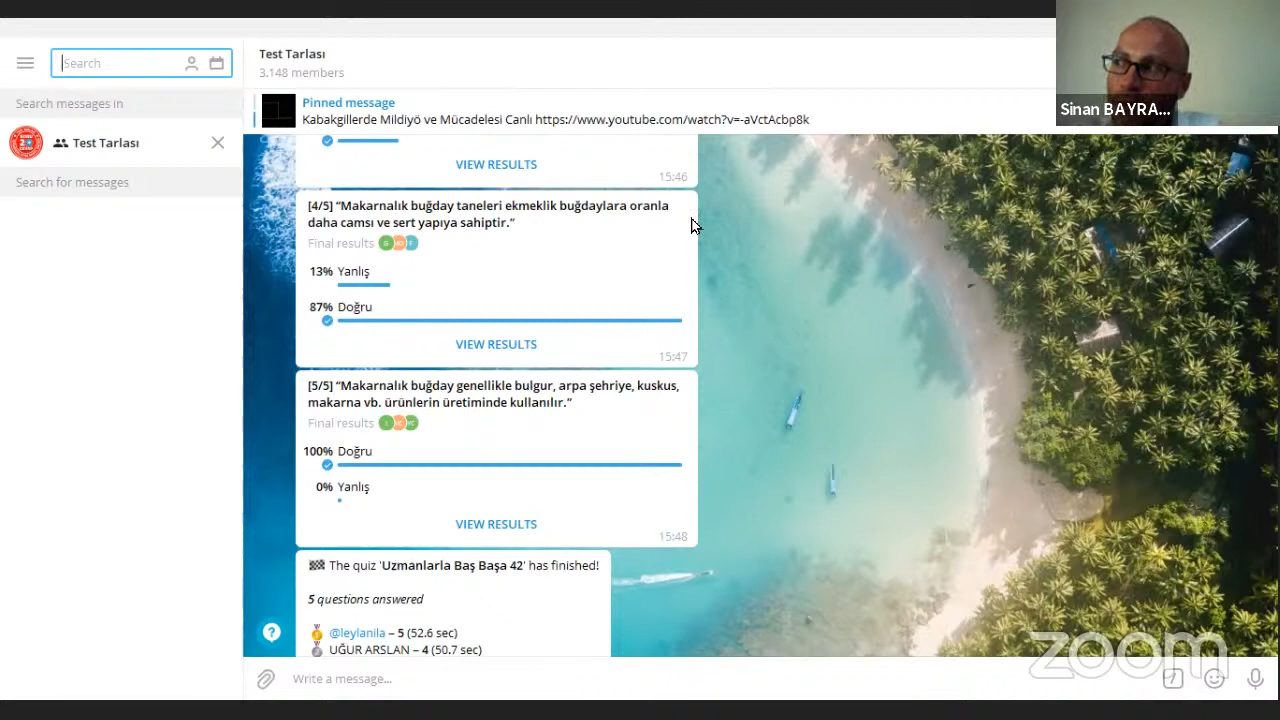 Search
Search messages in
Test Tarlası
Search for messages
Test Tarlası
3.148 members
Pinned message
Kabakgillerde Mildiyö ve Mücadelesi Canlı https://www.youtube.com/watch?v=-aVctAcbp8k
Sinan BAYRA...
VIEW RESULTS
15:46
[4/5] “Makarnalık buğday taneleri ekmeklik buğdaylara oranla
daha camsı ve sert yapıya sahiptir.”
Final results
13% Yanlış
87% Doğru
VIEW RESULTS
15:47
[5/5] “Makarnalık buğday genellikle bulgur, arpa şehriye, kuskus,
makarna vb. ürünlerin üretiminde kullanılır.”
Final results
100% Doğru
0% Yanlış
VIEW RESULTS
15:48
The quiz 'Uzmanlarla Baş Başa 42' has finished!
5 questions answered
@leylanila – 5 (52.6 sec)
UĞUR ARSLAN – 4 (50.7 sec)
Write a message...
zoom